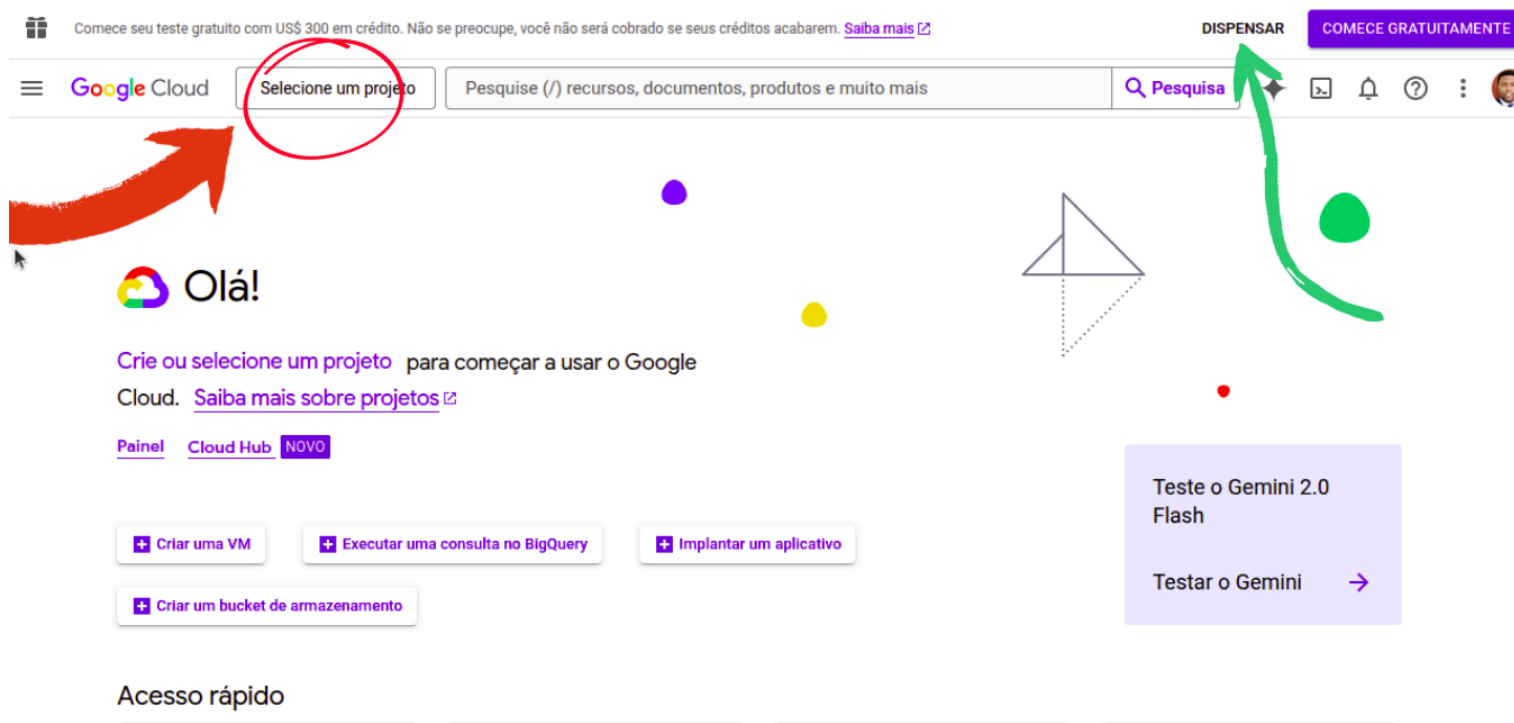 Comece seu teste gratuito com US$ 300 em crédito. Não se preocupe, você não será cobrado se seus créditos acabarem. Saiba mais
DISPENSAR
COMECE GRATUITAMENTE
Google Cloud
Selecione um projeto
Pesquise (/) recursos, documentos, produtos e muito mais
Pesquisa
Olá!
Crie ou selecione um projeto para começar a usar o Google
Cloud. Saiba mais sobre projetos
Painel
Cloud Hub NOVO
Criar uma VM
Executar uma consulta no BigQuery
Implantar um aplicativo
Criar um bucket de armazenamento
Teste o Gemini 2.0
Flash
Testar o Gemini
Acesso rápido